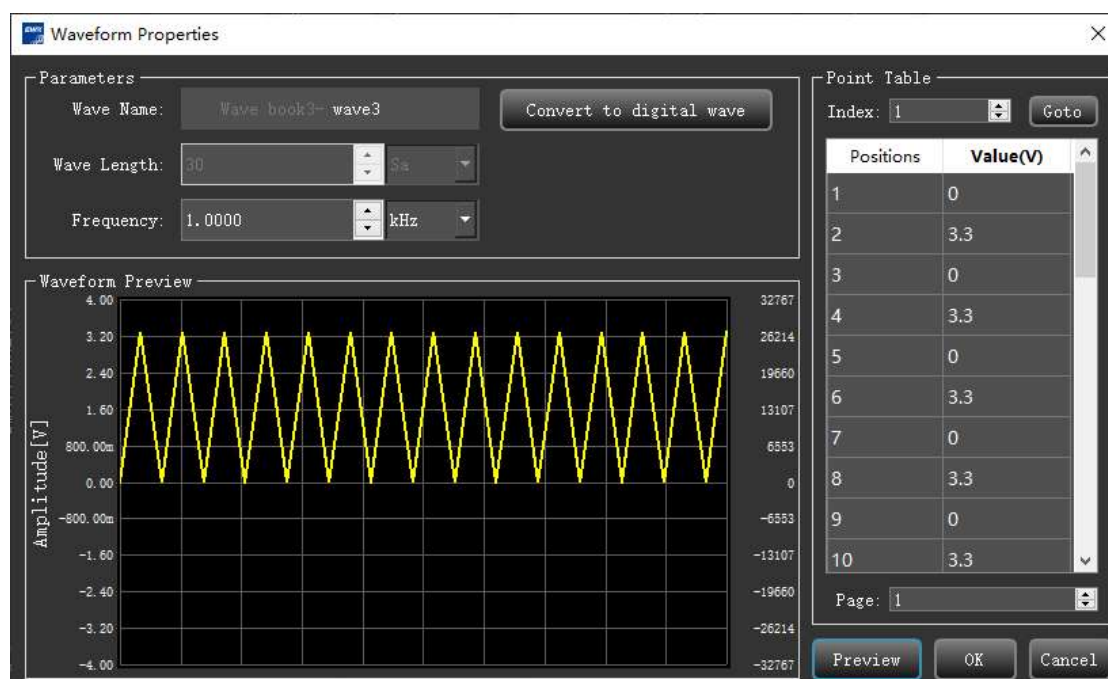 Waveform Properties
Parameters
Wave Name: Wave book3- wave3
Convert to digital wave
Wave Length: 30 Sa
Frequency: 1.0000 kHz
Waveform Preview
Amplitude[V]
4.00 32767
3.20 26214
2.40 19660
1.60 13107
800.00m 6553
0.00 0
-800.00m -6553
-1.60 -13107
-2.40 -19660
-3.20 -26214
-4.00 -32767
Point Table
Index: 1 Goto
Positions Value(V)
1 0
2 3.3
3 0
4 3.3
5 0
6 3.3
7 0
8 3.3
9 0
10 3.3
Page: 1
Preview OK Cancel